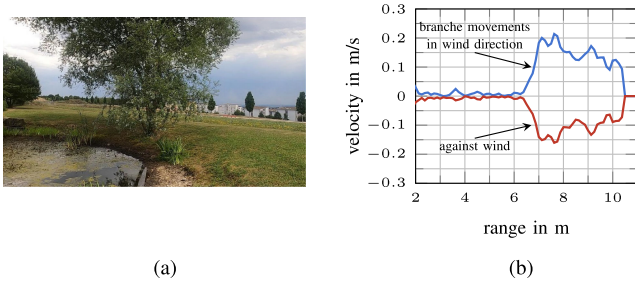 0.3
branche movements
in wind direction
0.2
0.1
0
−0.1
against wind
−0.2
−0.3
velocity in m/s
2 4 6 8 10
range in m
(a) (b)